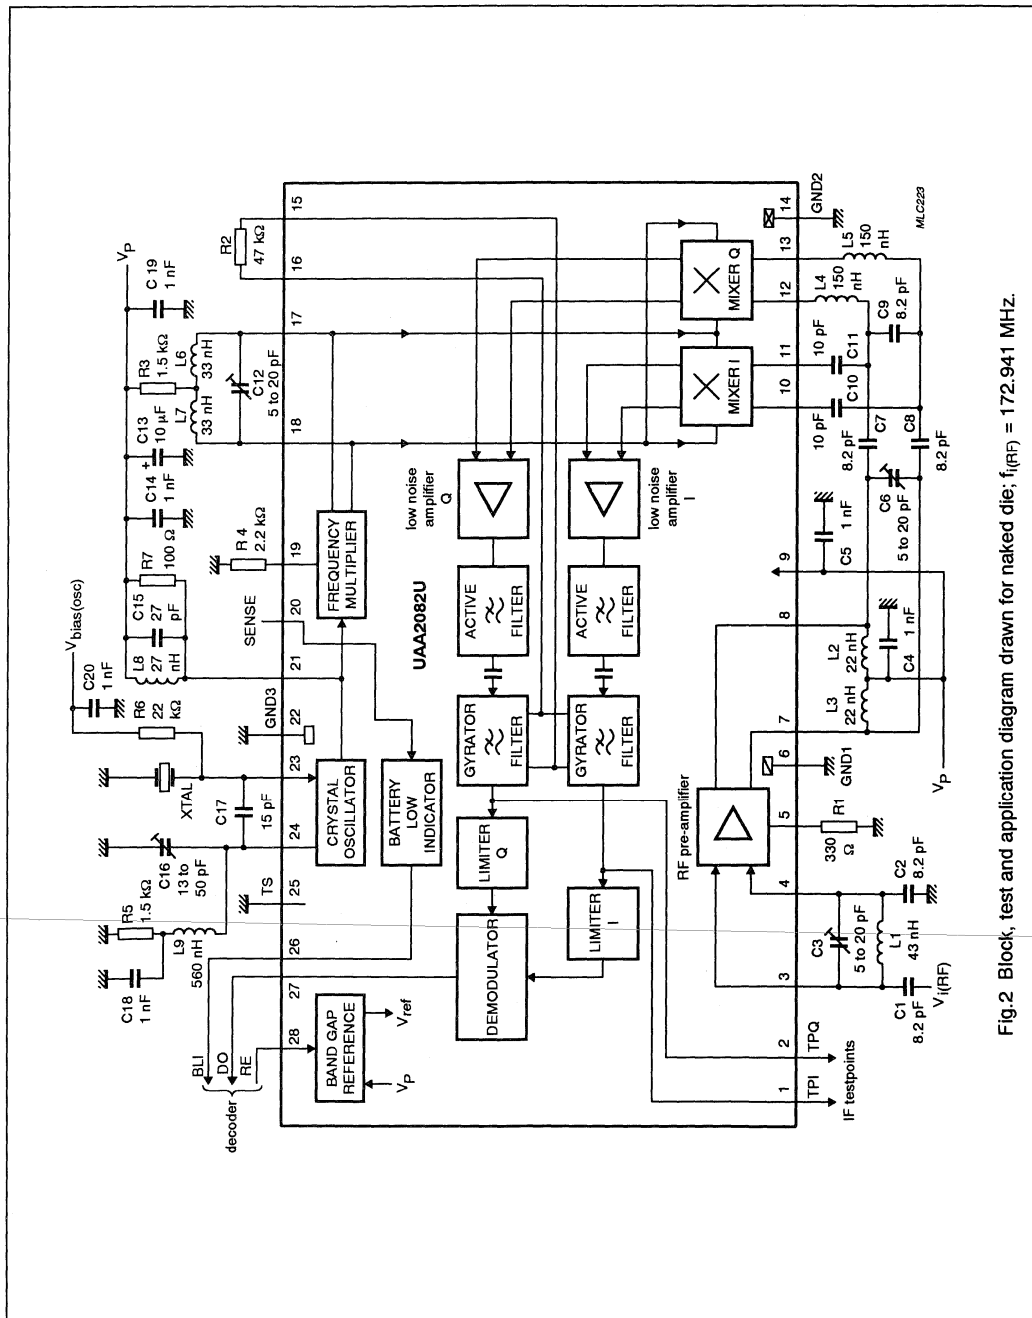 Vbias(osc)
C20
1 nF
R6
22
kΩ
L8
27
nH
C15
27
pF
R7
100 Ω
C14
1 nF
C13
10 µF
+
R3
1.5 kΩ
C 19
1 nF
VP
L7
33 nH
L6
33 nH
C12
5 to 20 pF
R2
47 kΩ
R 4
2.2 kΩ
SENSE
GND3
XTAL
C17
15 pF
C16
13 to
50 pF
TS
R5
1.5 kΩ
L9
560 nH
C18
1 nF
BLI
DO
RE
decoder
28
27
26
25
24
23
22
21
20
19
18
17
16
15
BAND GAP
REFERENCE
Vref
VP
CRYSTAL
OSCILLATOR
BATTERY
LOW
INDICATOR
FREQUENCY
MULTIPLIER
UAA2082U
DEMODULATOR
LIMITER
Q
GYRATOR
FILTER
ACTIVE
FILTER
low noise
amplifier
Q
LIMITER
I
GYRATOR
FILTER
ACTIVE
FILTER
low noise
amplifier
I
RF pre-amplifier
MIXER I
MIXER Q
1
2
3
4
5
6
7
8
9
10
11
12
13
14
TPI
TPQ
IF testpoints
C1
8.2 pF
Vi(RF)
C3
5 to 20 pF
L1
43 nH
C2
8.2 pF
330
Ω
R1
GND1
L3
22 nH
L2
22 nH
C4
1 nF
VP
C5
1 nF
C6
5 to 20 pF
C7
8.2 pF
C8
8.2 pF
10 pF
C10
10 pF
C11
C9
8.2 pF
L4
150
nH
L5
150
nH
GND2
MLC223
Fig.2 Block, test and application diagram drawn for naked die; fi(RF) = 172.941 MHz.